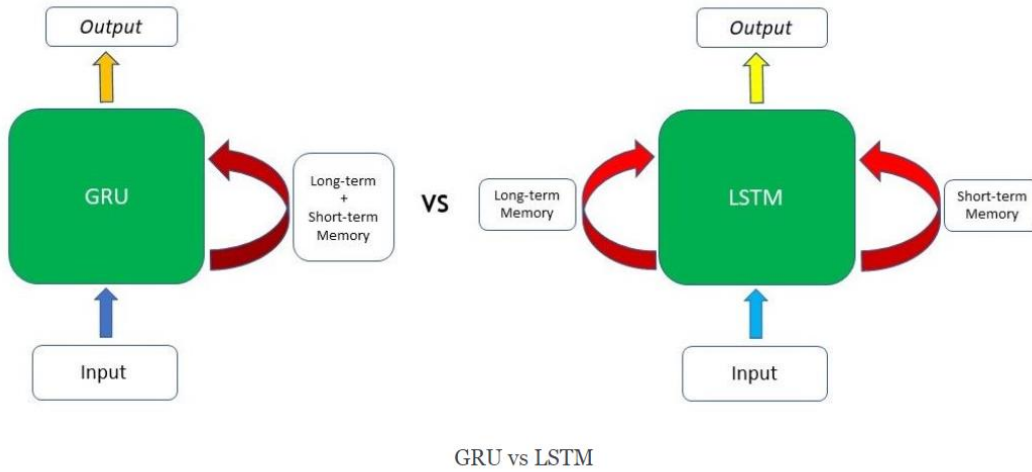 Output
GRU
Long-term
+
Short-term
Memory
Input
VS
Output
Long-term
Memory
LSTM
Short-term
Memory
Input
GRU vs LSTM